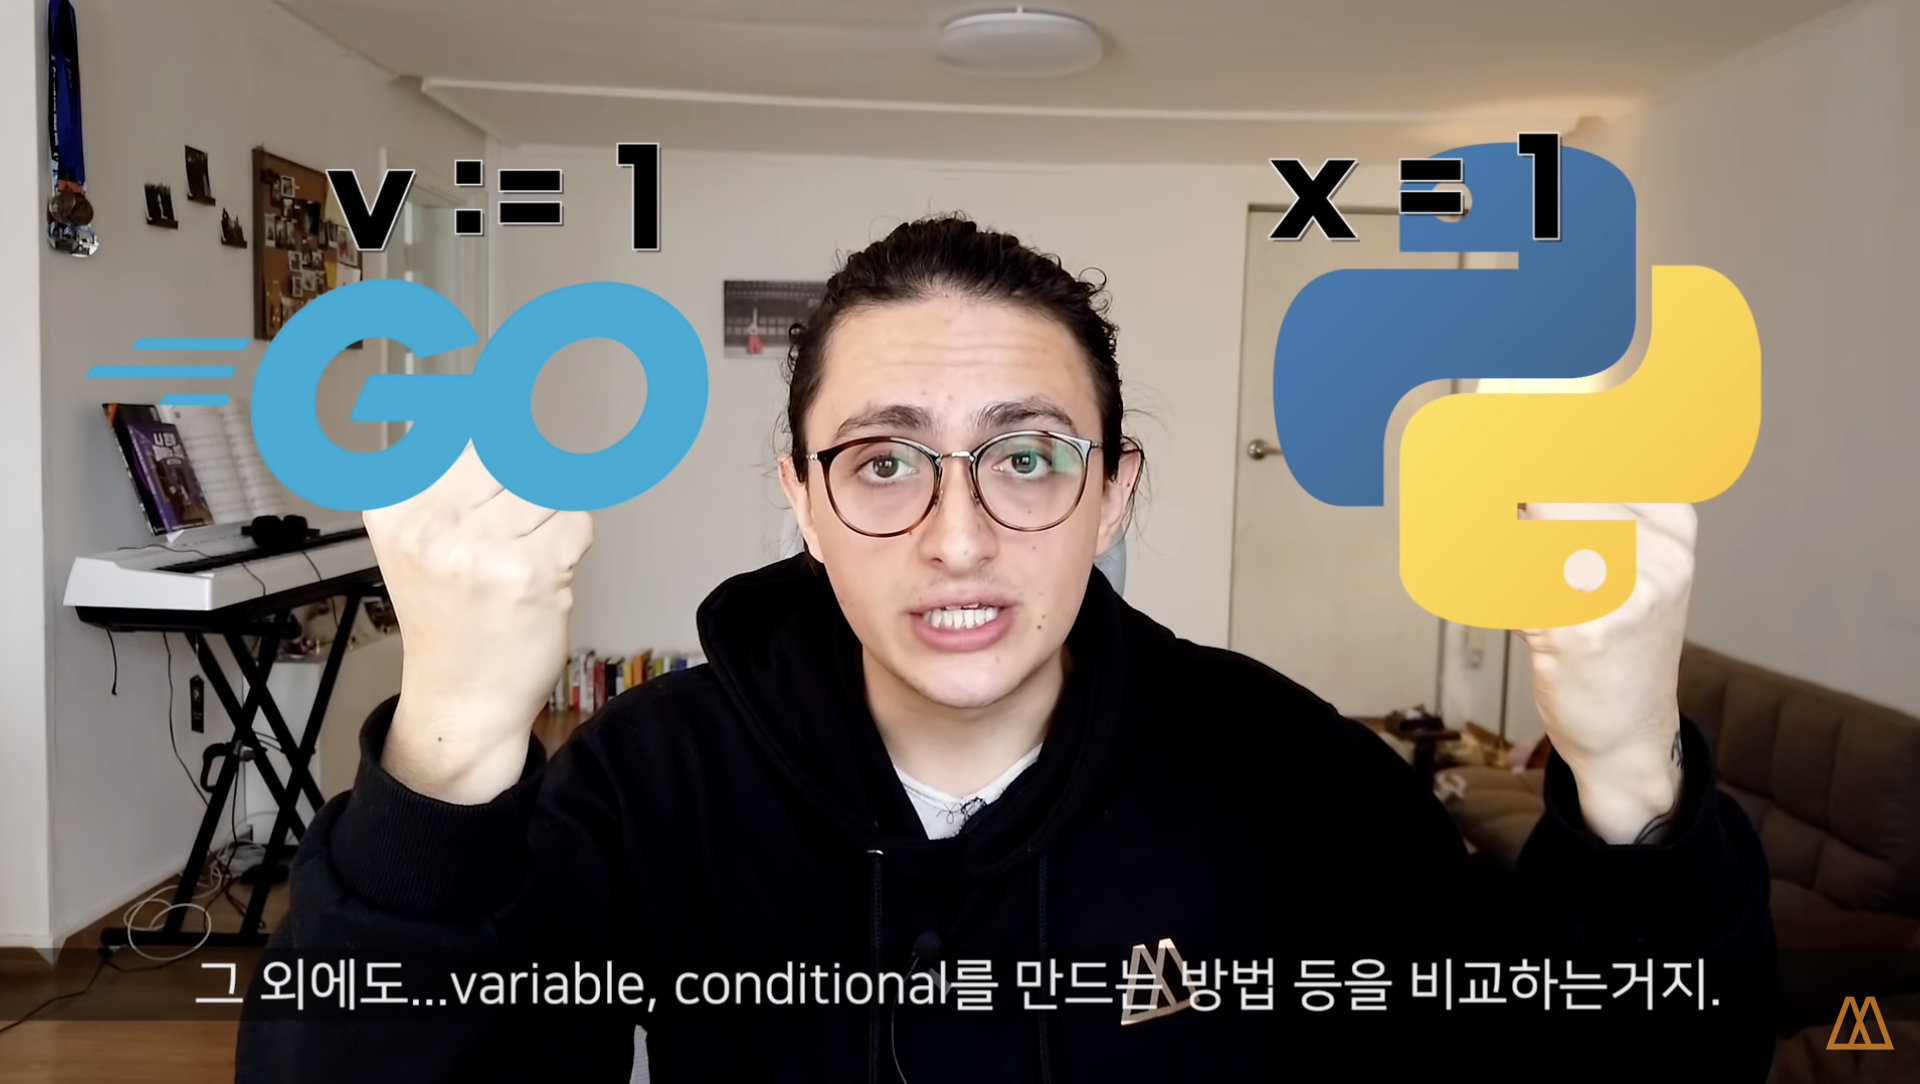 v := 1
x = 1
GO
그 외에도...variable, conditional를 만드는 방법 등을 비교하는거지.